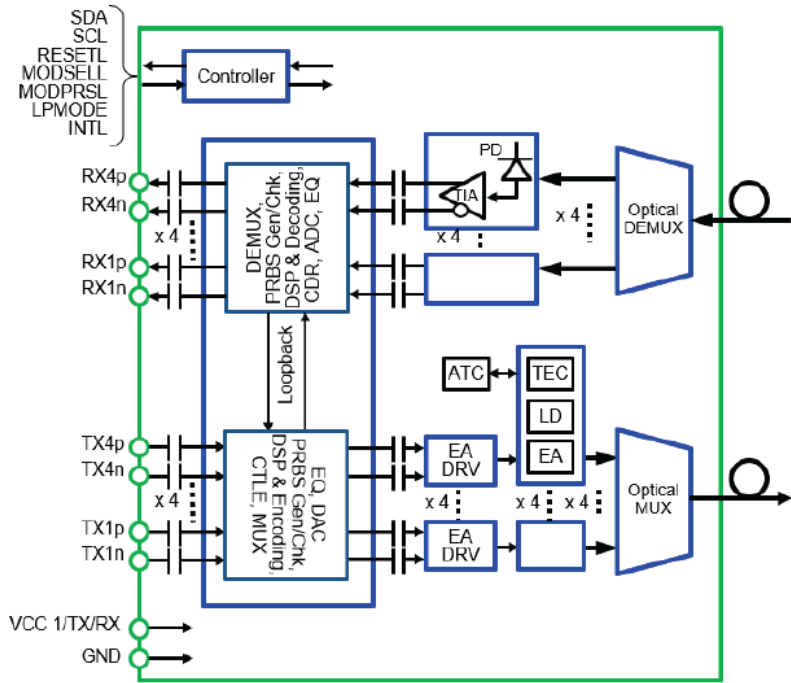 SDA
SCL
RESETL
MODSELL
MODPRSL
LPMODE
INTL
Controller
RX4p
RX4n
x 4
RX1p
RX1n
DEMUX,
PRBS Gen/Chk,
DSP & Decoding,
CDR, ADC, EQ
PD
TIA
x 4
x 4
Optical
DEMUX
Loopback
ATC
TEC
LD
EA
TX4p
TX4n
x 4
TX1p
TX1n
EQ, DAC
PRBS Gen/Chk,
DSP & Encoding,
CTLE, MUX
EA
DRV
x 4
x 4
x 4
EA
DRV
Optical
MUX
VCC 1/TX/RX
GND